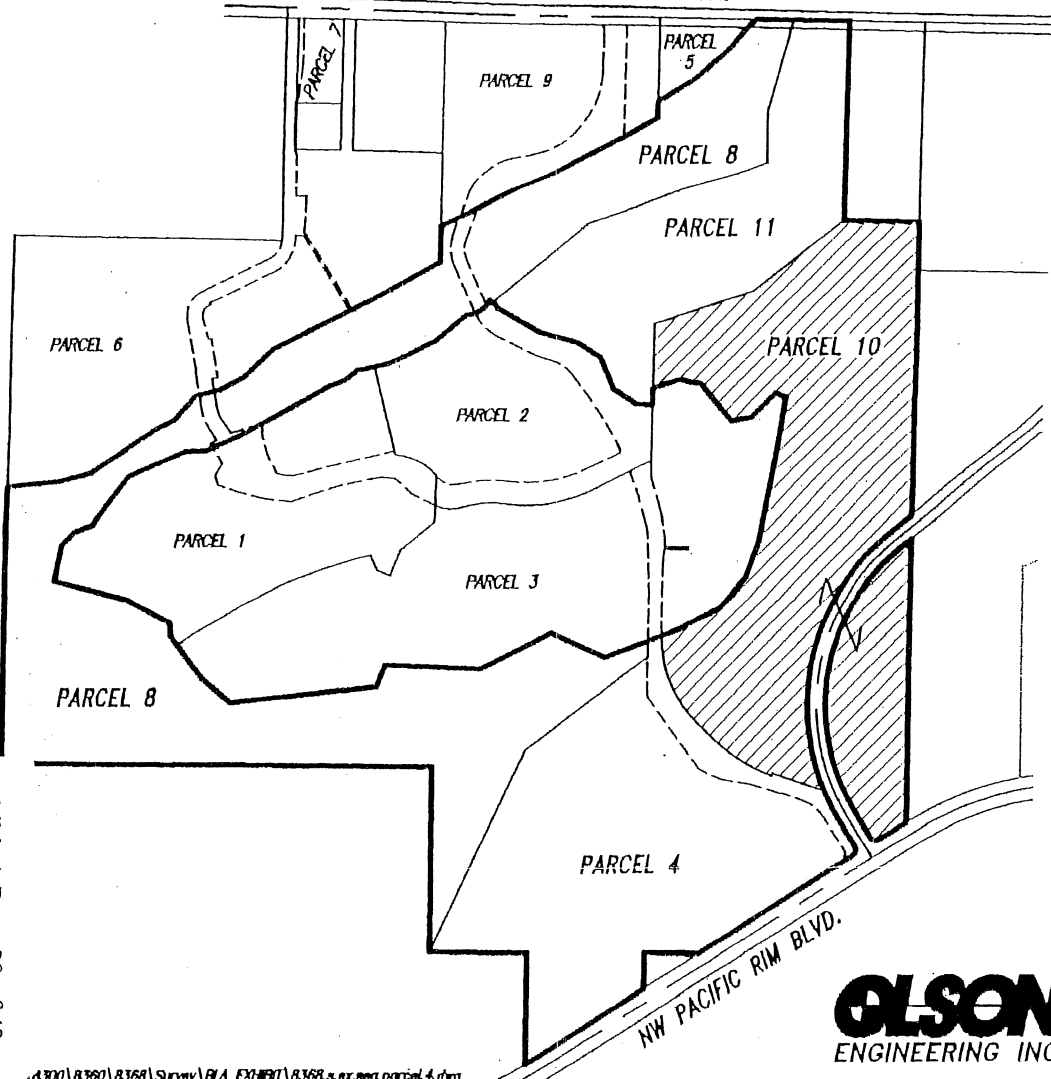 PARCEL 7
PARCEL
5
PARCEL 9
PARCEL 8
PARCEL 11
PARCEL 6
PARCEL 10
PARCEL 2
PARCEL 1
PARCEL 3
PARCEL 8
PARCEL 4
NW PACIFIC RIM BLVD.
OLSON
ENGINEERING INC